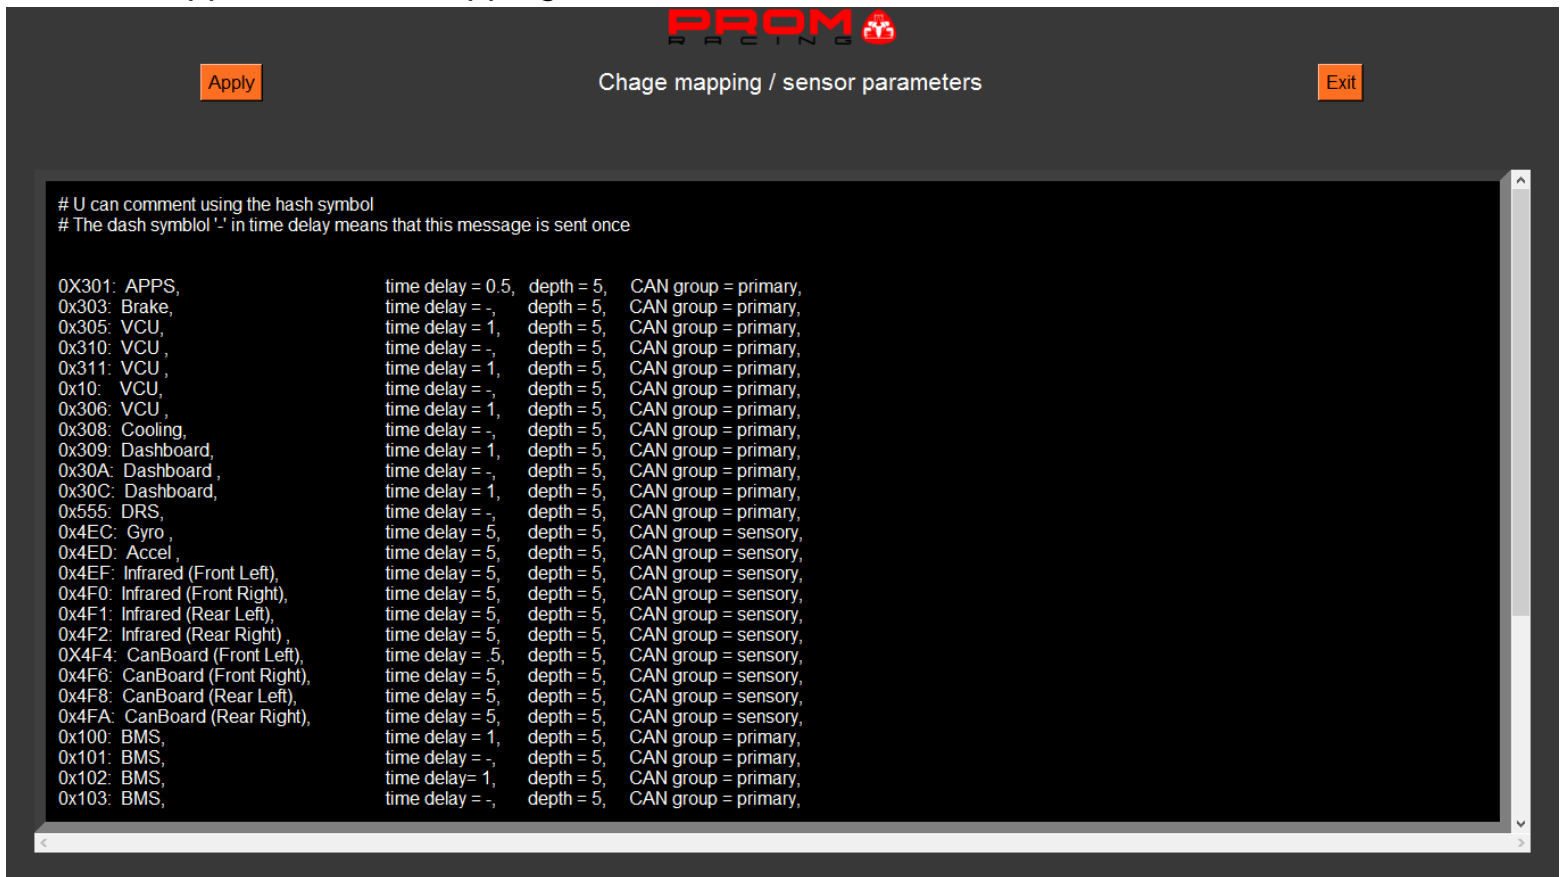 PROM
RACING
Apply
Chage mapping / sensor parameters
Exit
# U can comment using the hash symbol
# The dash symblol '-' in time delay means that this message is sent once
0X301: APPS, time delay = 0.5, depth = 5, CAN group = primary,
0x303: Brake, time delay = -, depth = 5, CAN group = primary,
0x305: VCU, time delay = 1, depth = 5, CAN group = primary,
0x310: VCU , time delay = -, depth = 5, CAN group = primary,
0x311: VCU , time delay = 1, depth = 5, CAN group = primary,
0x10: VCU, time delay = -, depth = 5, CAN group = primary,
0x306: VCU , time delay = 1, depth = 5, CAN group = primary,
0x308: Cooling, time delay = -, depth = 5, CAN group = primary,
0x309: Dashboard, time delay = 1, depth = 5, CAN group = primary,
0x30A: Dashboard , time delay = -, depth = 5, CAN group = primary,
0x30C: Dashboard, time delay = 1, depth = 5, CAN group = primary,
0x555: DRS, time delay = -, depth = 5, CAN group = primary,
0x4EC: Gyro , time delay = 5, depth = 5, CAN group = sensory,
0x4ED: Accel , time delay = 5, depth = 5, CAN group = sensory,
0x4EF: Infrared (Front Left), time delay = 5, depth = 5, CAN group = sensory,
0x4F0: Infrared (Front Right), time delay = 5, depth = 5, CAN group = sensory,
0x4F1: Infrared (Rear Left), time delay = 5, depth = 5, CAN group = sensory,
0x4F2: Infrared (Rear Right) , time delay = 5, depth = 5, CAN group = sensory,
0X4F4: CanBoard (Front Left), time delay = .5, depth = 5, CAN group = sensory,
0x4F6: CanBoard (Front Right), time delay = 5, depth = 5, CAN group = sensory,
0x4F8: CanBoard (Rear Left), time delay = 5, depth = 5, CAN group = sensory,
0x4FA: CanBoard (Rear Right), time delay = 5, depth = 5, CAN group = sensory,
0x100: BMS, time delay = 1, depth = 5, CAN group = primary,
0x101: BMS, time delay = -, depth = 5, CAN group = primary,
0x102: BMS, time delay= 1, depth = 5, CAN group = primary,
0x103: BMS, time delay = -, depth = 5, CAN group = primary,